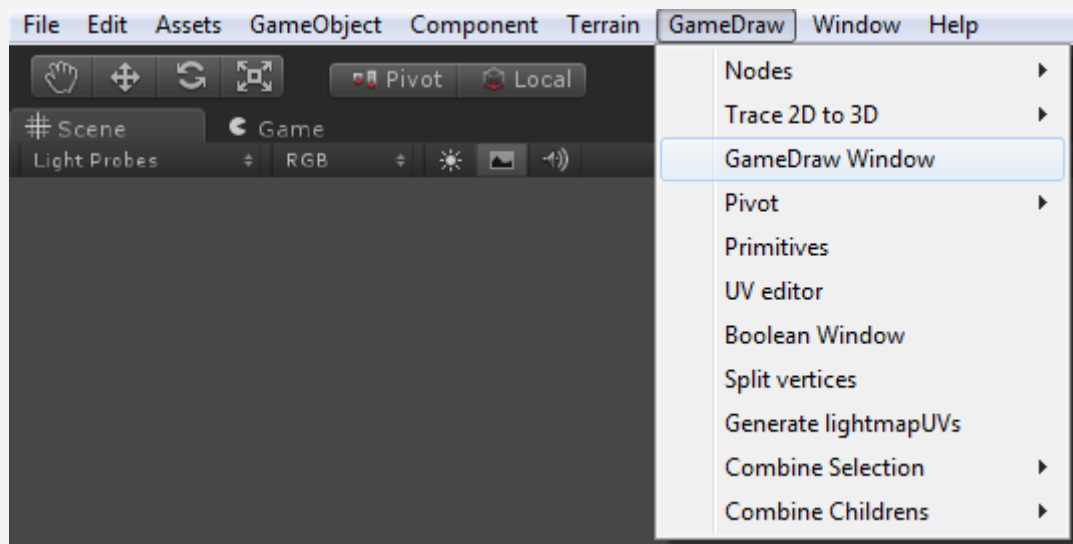 File Edit Assets GameObject Component Terrain GameDraw Window Help
Pivot Local
Scene Game
Light Probes RGB
Nodes
Trace 2D to 3D
GameDraw Window
Pivot
Primitives
UV editor
Boolean Window
Split vertices
Generate lightmapUVs
Combine Selection
Combine Childrens